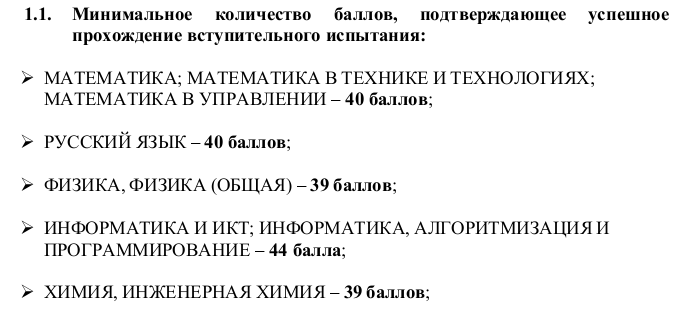 1.1. Минимальное количество баллов, подтверждающее успешное
прохождение вступительного испытания:
➢ МАТЕМАТИКА; МАТЕМАТИКА В ТЕХНИКЕ И ТЕХНОЛОГИЯХ;
МАТЕМАТИКА В УПРАВЛЕНИИ – 40 баллов;
➢ РУССКИЙ ЯЗЫК – 40 баллов;
➢ ФИЗИКА, ФИЗИКА (ОБЩАЯ) – 39 баллов;
➢ ИНФОРМАТИКА И ИКТ; ИНФОРМАТИКА, АЛГОРИТМИЗАЦИЯ И
ПРОГРАММИРОВАНИЕ – 44 балла;
➢ ХИМИЯ, ИНЖЕНЕРНАЯ ХИМИЯ – 39 баллов;